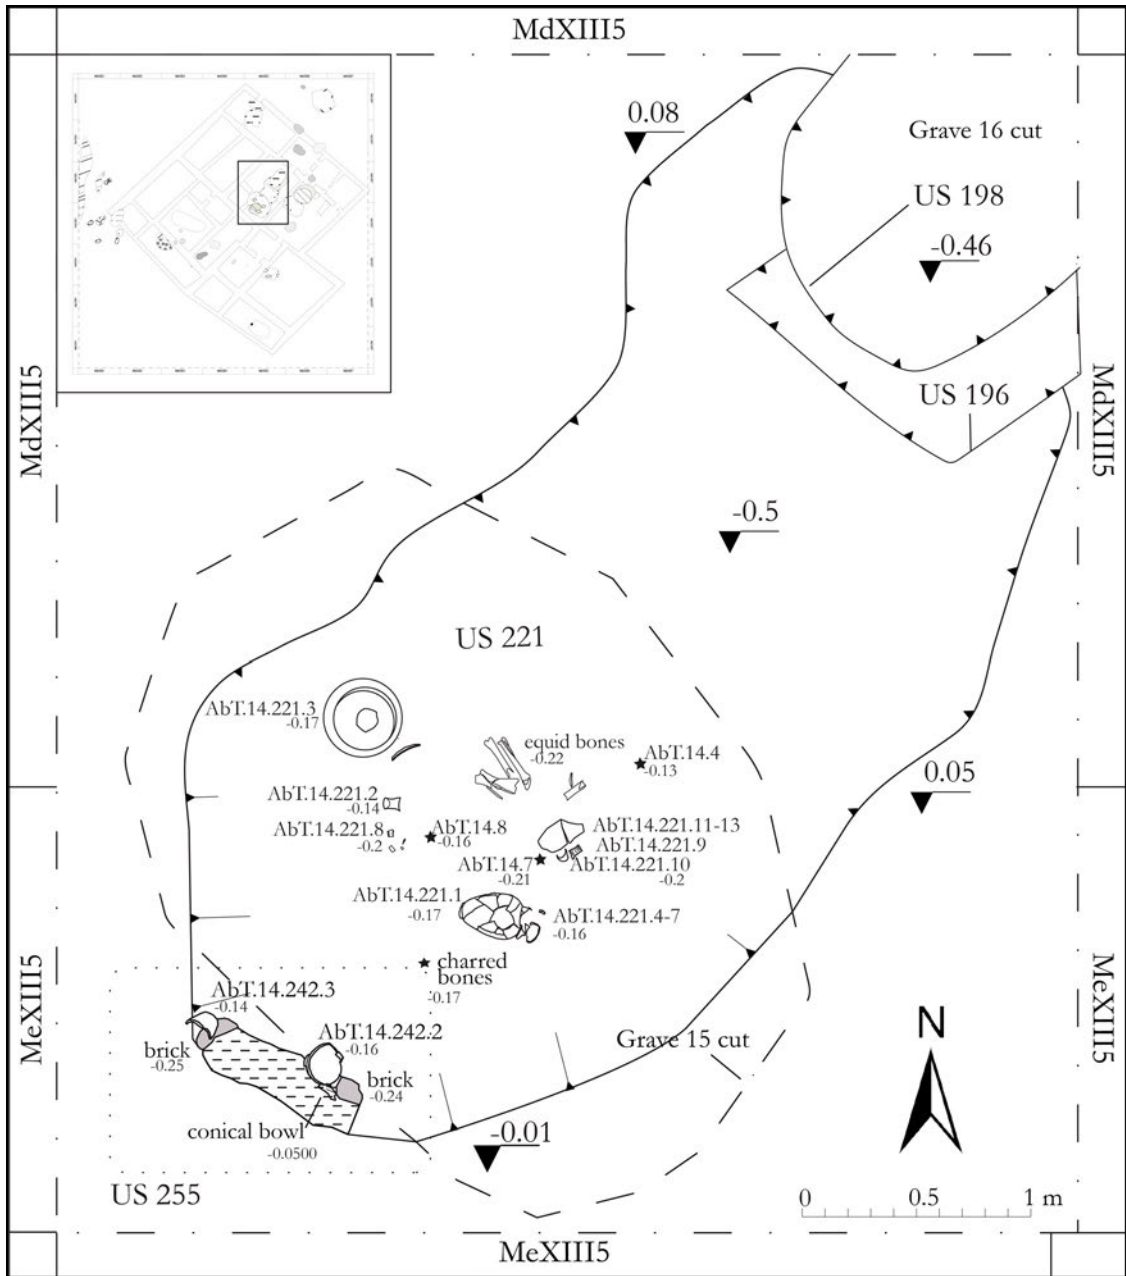 MdXIII5
0.08
Grave 16 cut
US 198
-0.46
MdXIII5
MdXIII5
US 196
-0.5
US 221
AbT.14.221.3
-0.17
equid bones
-0.22
AbT.14.4
-0.13
0.05
AbT.14.221.2
-0.14
AbT.14.221.8
-0.2
AbT.14.8
-0.16
AbT.14.221.11-13
AbT.14.221.9
AbT.14.7
-0.21
AbT.14.221.10
-0.2
AbT.14.221.1
-0.17
AbT.14.221.4-7
-0.16
charred
bones
-0.17
MeXIII5
MeXIII5
AbT.14.242.3
-0.14
AbT.14.242.2
-0.16
brick
-0.25
brick
-0.24
Grave 15 cut
N
conical bowl
-0.0500
-0.01
US 255
0 0.5 1 m
MeXIII5